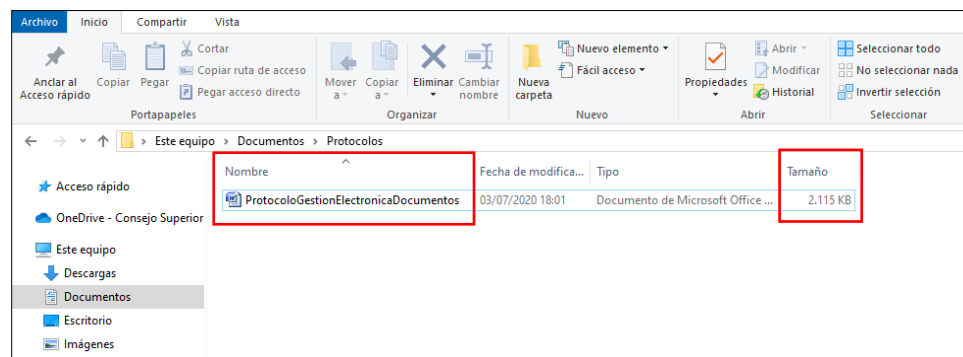 Archivo Inicio Compartir Vista
Anclar al Acceso rápido
Copiar
Pegar
Cortar
Copiar ruta de acceso
Pegar acceso directo
Portapapeles
Mover a
Copiar a
Eliminar
Cambiar nombre
Organizar
Nueva carpeta
Nuevo elemento
Fácil acceso
Nuevo
Propiedades
Abrir
Modificar
Historial
Abrir
Seleccionar todo
No seleccionar nada
Invertir selección
Seleccionar
Este equipo > Documentos > Protocolos
Nombre Fecha de modifica... Tipo Tamaño
ProtocoloGestionElectronicaDocumentos 03/07/2020 18:01 Documento de Microsoft Office ... 2.115 KB
Acceso rápido
OneDrive - Consejo Superior
Este equipo
Descargas
Documentos
Escritorio
Imágenes